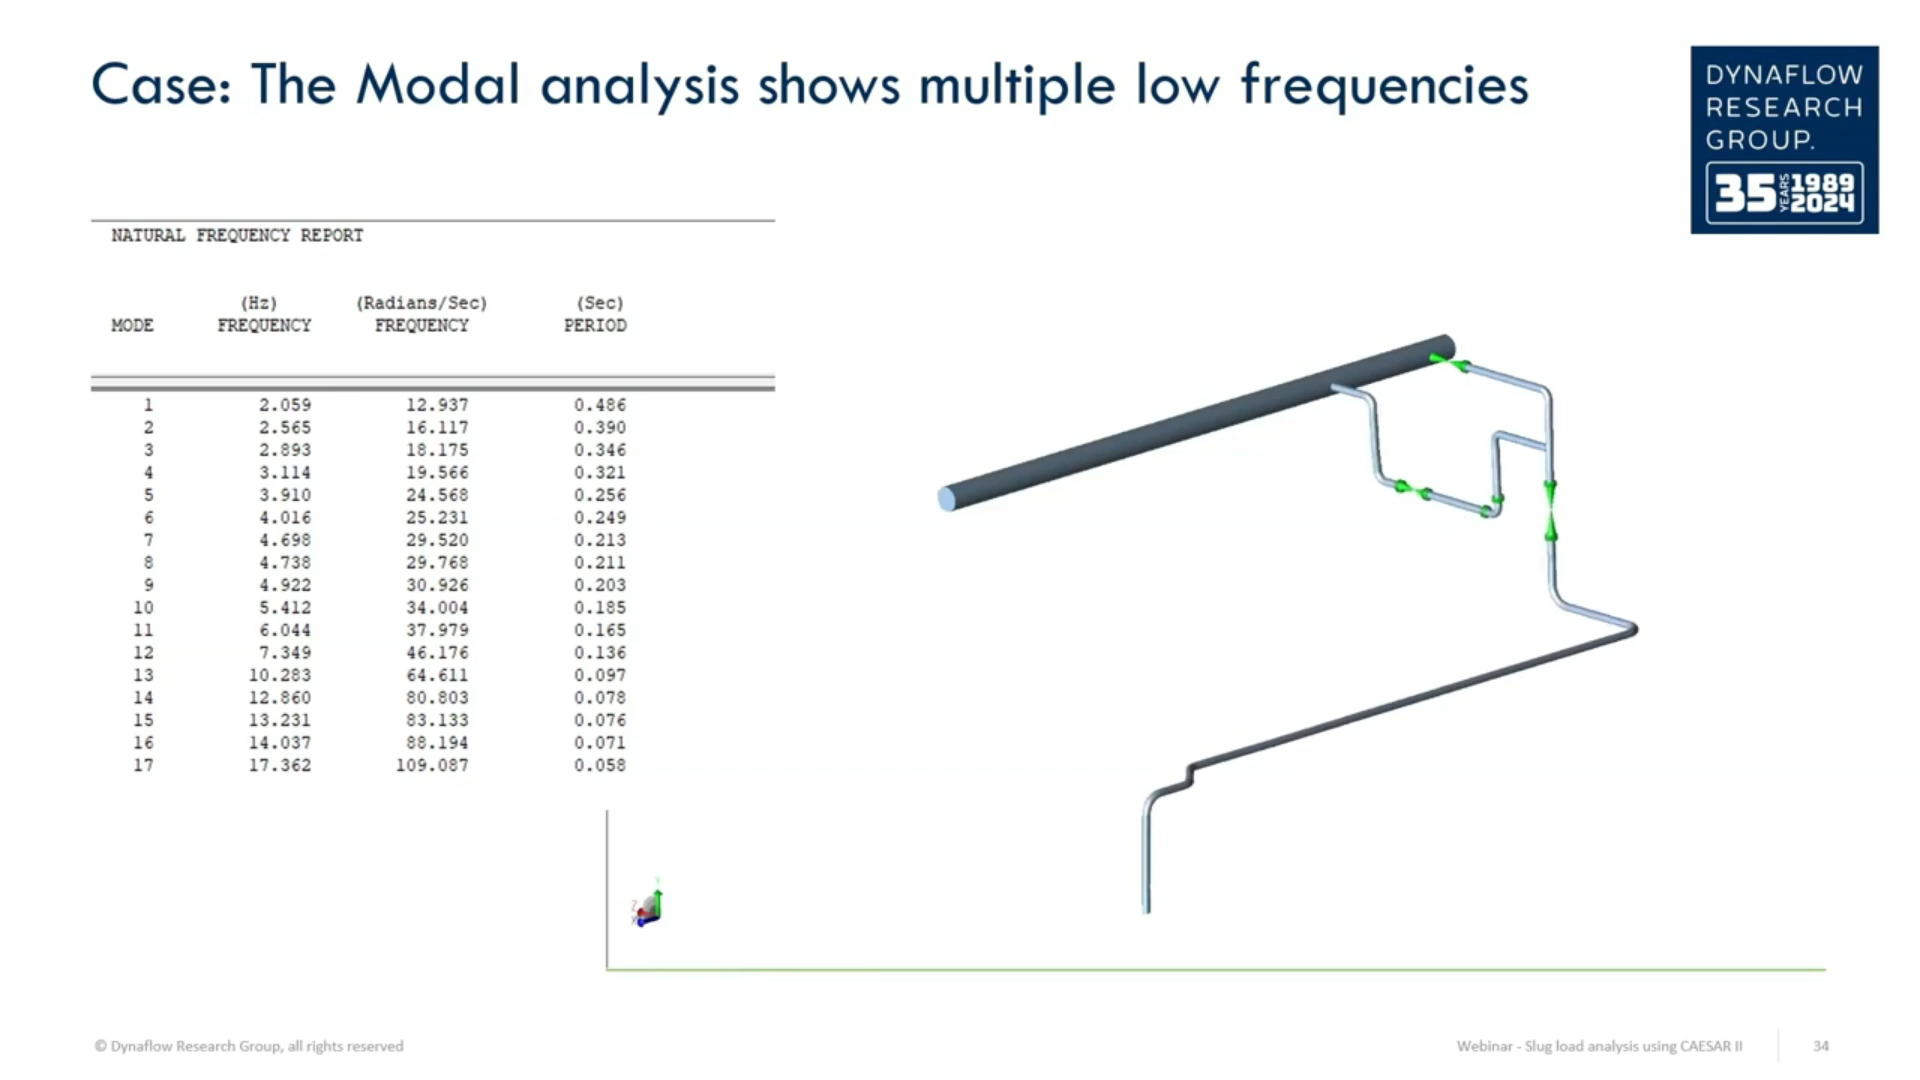 Case: The Modal analysis shows multiple low frequencies
DYNAFLOW
RESEARCH
GROUP.
35 YEARS 1989 2024
NATURAL FREQUENCY REPORT
(Hz) (Radians/Sec) (Sec)
MODE FREQUENCY FREQUENCY PERIOD
1 2.059 12.937 0.486
2 2.565 16.117 0.390
3 2.893 18.175 0.346
4 3.114 19.566 0.321
5 3.910 24.568 0.256
6 4.016 25.231 0.249
7 4.698 29.520 0.213
8 4.738 29.768 0.211
9 4.922 30.926 0.203
10 5.412 34.004 0.185
11 6.044 37.979 0.165
12 7.349 46.176 0.136
13 10.283 64.611 0.097
14 12.860 80.803 0.078
15 13.231 83.133 0.076
16 14.037 88.194 0.071
17 17.362 109.087 0.058
Y
Z
X
© Dynaflow Research Group, all rights reserved
Webinar - Slug load analysis using CAESAR II
34